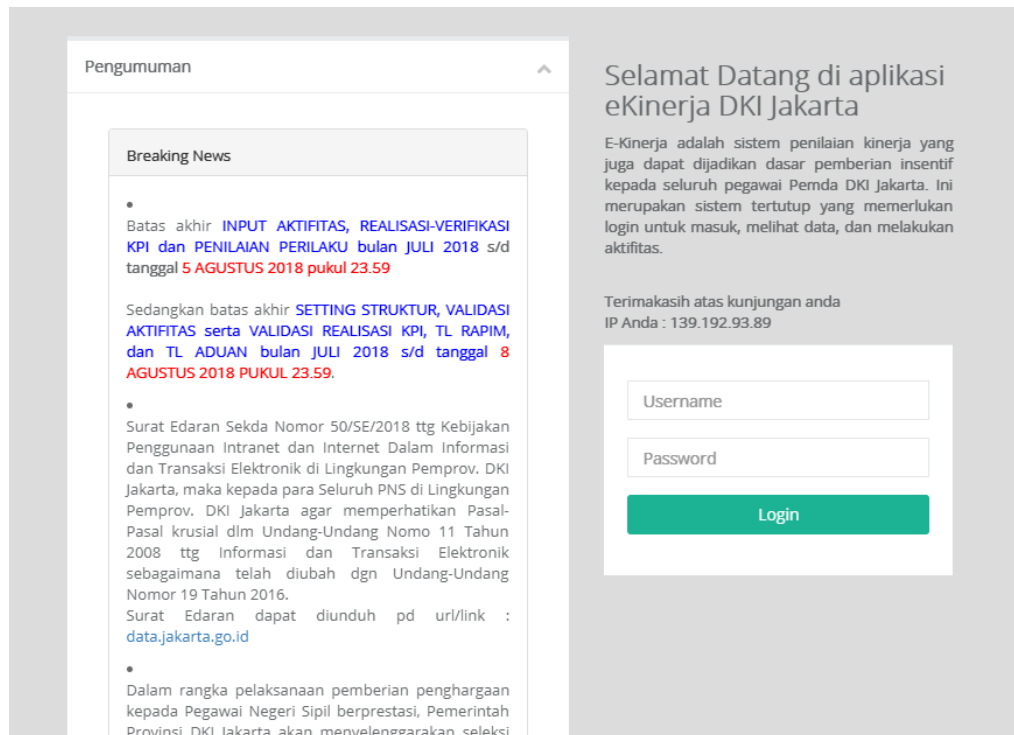 Pengumuman
Breaking News
•
Batas akhir INPUT AKTIFITAS, REALISASI-VERIFIKASI
KPI dan PENILAIAN PERILAKU bulan JULI 2018 s/d
tanggal 5 AGUSTUS 2018 pukul 23.59
Sedangkan batas akhir SETTING STRUKTUR, VALIDASI
AKTIFITAS serta VALIDASI REALISASI KPI, TL RAPIM,
dan TL ADUAN bulan JULI 2018 s/d tanggal 8
AGUSTUS 2018 PUKUL 23.59.
•
Surat Edaran Sekda Nomor 50/SE/2018 ttg Kebijakan
Penggunaan Intranet dan Internet Dalam Informasi
dan Transaksi Elektronik di Lingkungan Pemprov. DKI
Jakarta, maka kepada para Seluruh PNS di Lingkungan
Pemprov. DKI Jakarta agar memperhatikan Pasal-
Pasal krusial dlm Undang-Undang Nomo 11 Tahun
2008 ttg Informasi dan Transaksi Elektronik
sebagaimana telah diubah dgn Undang-Undang
Nomor 19 Tahun 2016.
Surat Edaran dapat diunduh pd url/link :
data.jakarta.go.id
•
Dalam rangka pelaksanaan pemberian penghargaan
kepada Pegawai Negeri Sipil berprestasi, Pemerintah
Provinsi DKI Jakarta akan menyelenggarakan seleksi
Selamat Datang di aplikasi
eKinerja DKI Jakarta
E-Kinerja adalah sistem penilaian kinerja yang
juga dapat dijadikan dasar pemberian insentif
kepada seluruh pegawai Pemda DKI Jakarta. Ini
merupakan sistem tertutup yang memerlukan
login untuk masuk, melihat data, dan melakukan
aktifitas.
Terimakasih atas kunjungan anda
IP Anda : 139.192.93.89
Username
Password
Login